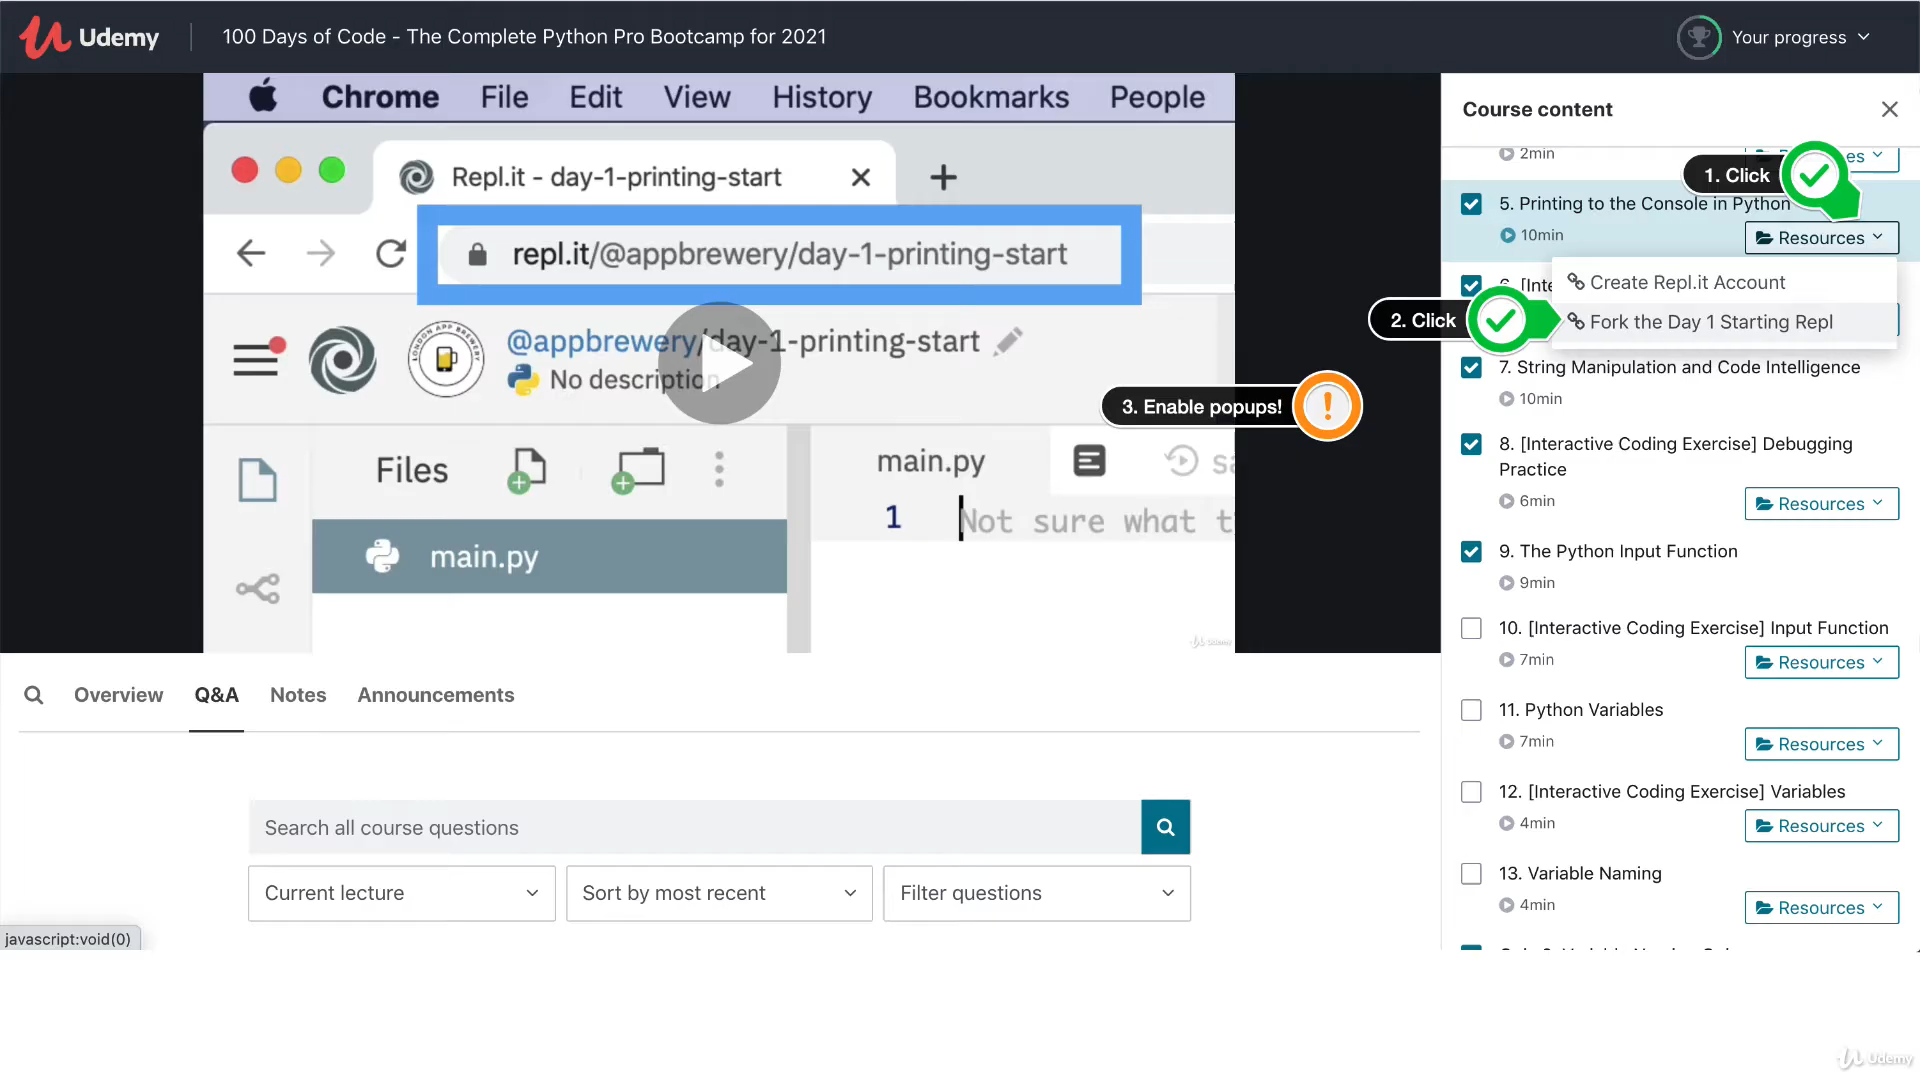 Udemy
100 Days of Code - The Complete Python Pro Bootcamp for 2021
Your progress
Chrome File Edit View History Bookmarks People
Repl.it - day-1-printing-start
repl.it/@appbrewery/day-1-printing-start
LONDON APP BREWERY
@appbrewery/day-1-printing-start
No description
Files
main.py
main.py
1
Not sure what
Udemy
3. Enable popups!
Course content
2min
1. Click
5. Printing to the Console in Python
10min
Resources
Create Repl.it Account
2. Click
Fork the Day 1 Starting Repl
7. String Manipulation and Code Intelligence
10min
8. [Interactive Coding Exercise] Debugging
Practice
6min
Resources
9. The Python Input Function
9min
10. [Interactive Coding Exercise] Input Function
7min
Resources
11. Python Variables
7min
Resources
12. [Interactive Coding Exercise] Variables
4min
Resources
13. Variable Naming
4min
Resources
Overview Q&A Notes Announcements
Search all course questions
Current lecture
Sort by most recent
Filter questions
javascript:void(0)
Udemy